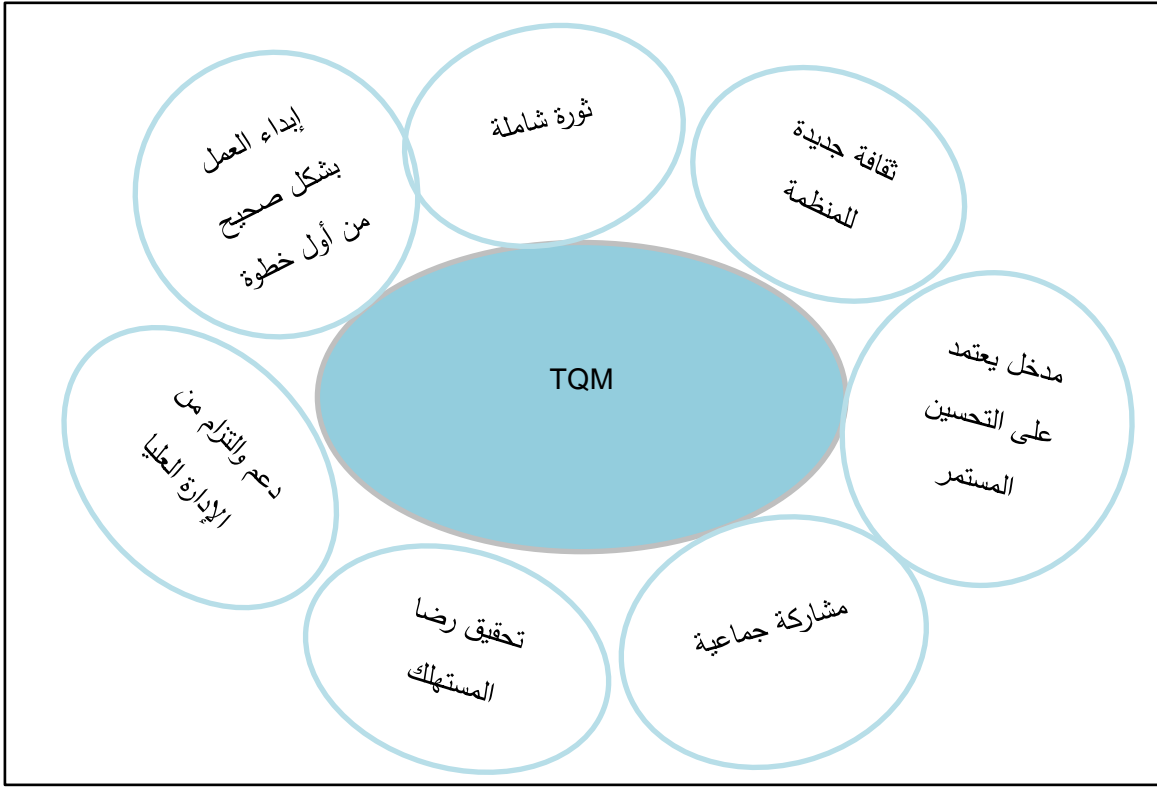 ثورة شاملة
ثقافة جديدة
للمنظمة
إبداء العمل
بشكل صحيح
من أول خطوة
TQM
مدخل يعتمد
على التحسين
المستمر
دعم والتزام من
الإدارة العليا
مشاركة جماعية
تحقيق رضا
المستهلك